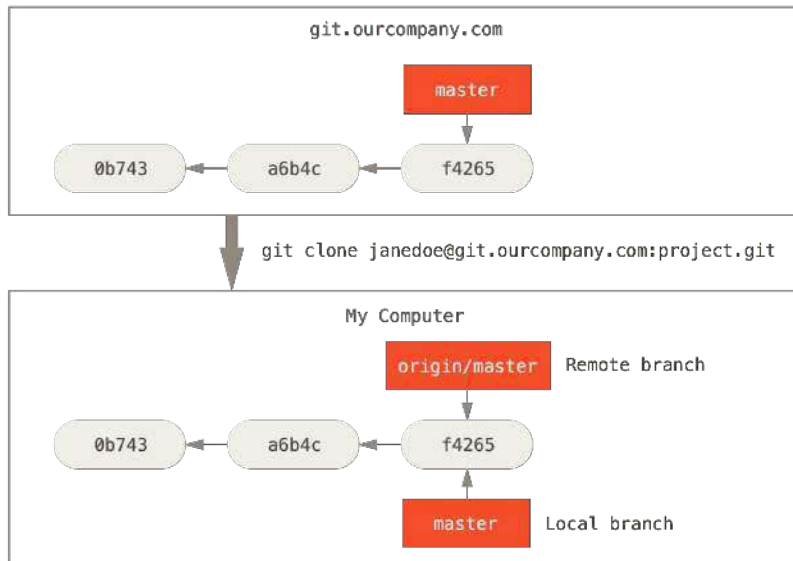 git.ourcompany.com
master
0b743 a6b4c f4265
git clone janedoe@git.ourcompany.com:project.git
My Computer
origin/master Remote branch
0b743 a6b4c f4265
master Local branch